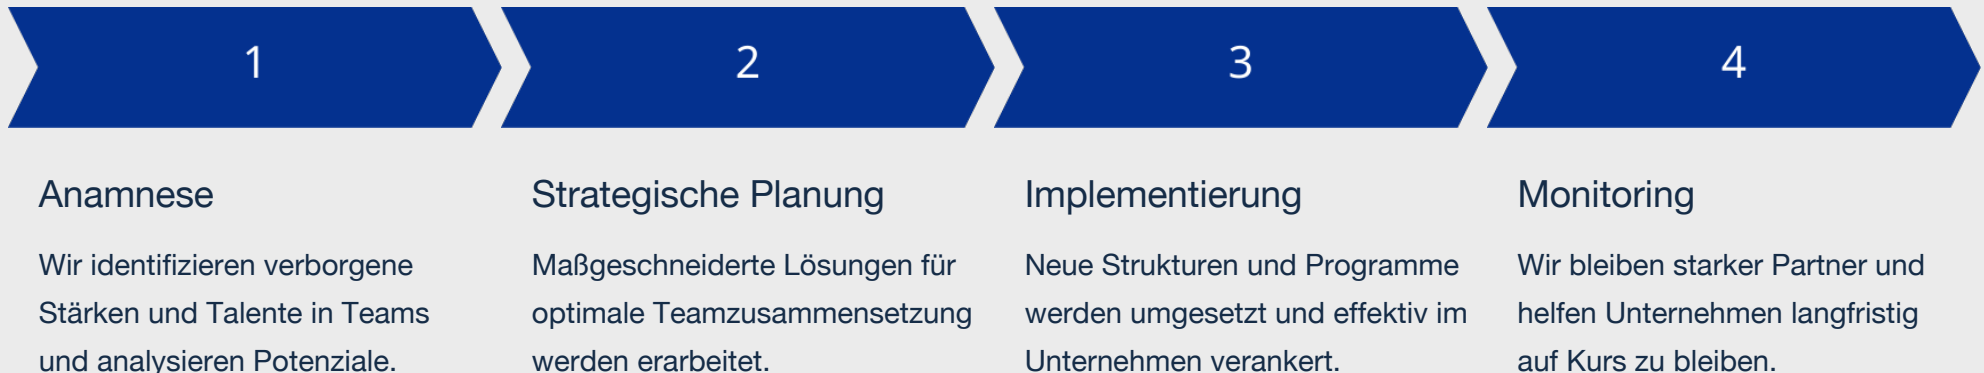 1
2
3
4
Anamnese
Wir identifizieren verborgene
Stärken und Talente in Teams
und analysieren Potenziale.
Strategische Planung
Maßgeschneiderte Lösungen für
optimale Teamzusammensetzung
werden erarbeitet.
Implementierung
Neue Strukturen und Programme
werden umgesetzt und effektiv im
Unternehmen verankert.
Monitoring
Wir bleiben starker Partner und
helfen Unternehmen langfristig
auf Kurs zu bleiben.